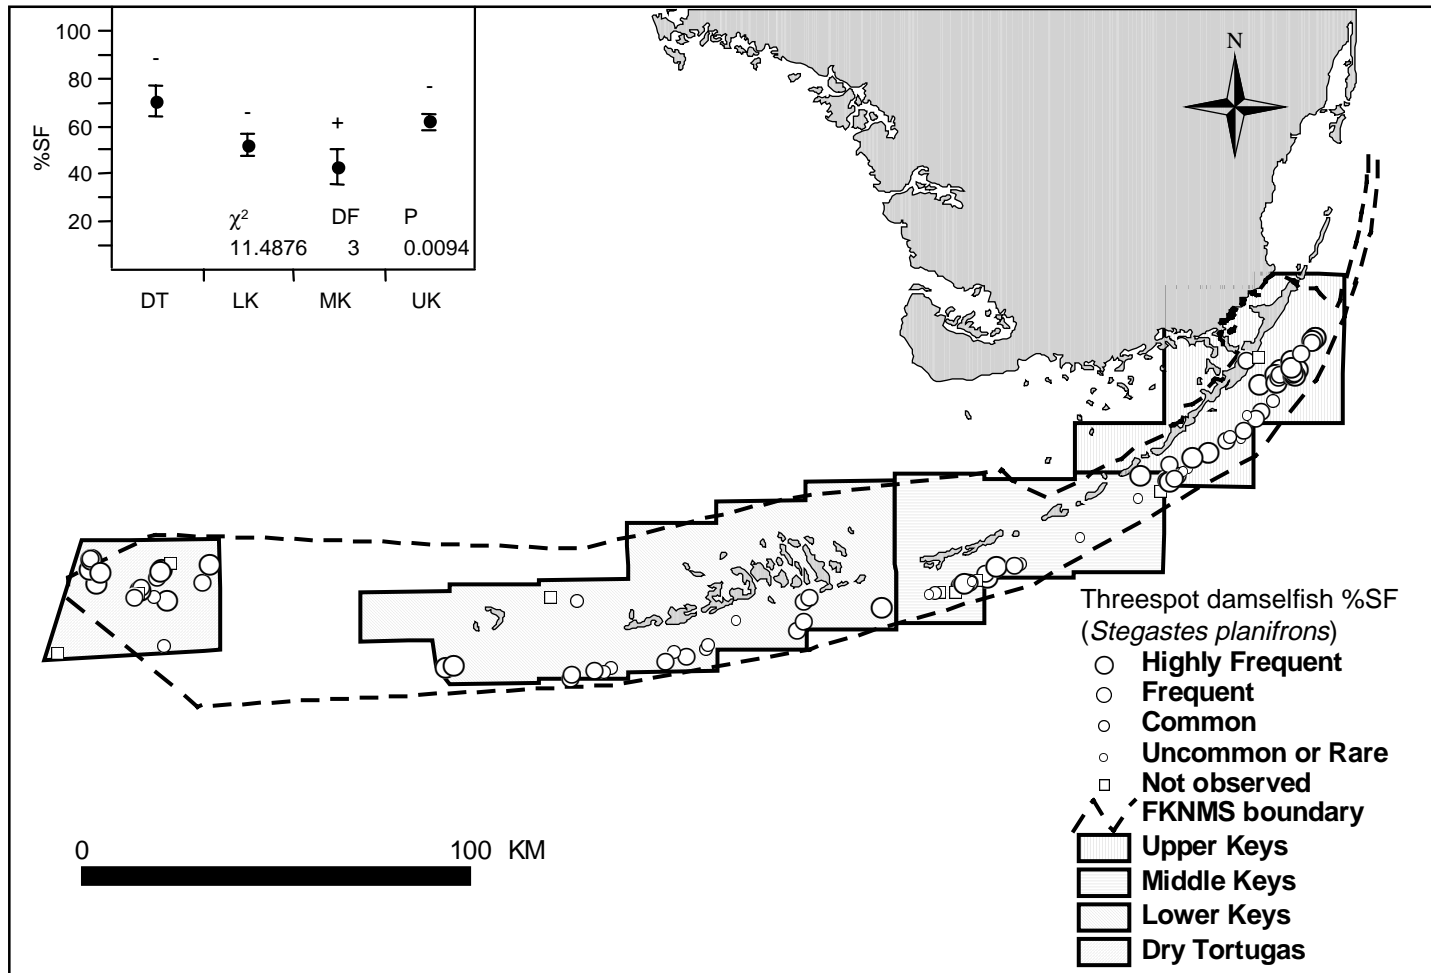 100
80
60
40
20
%SF
-
-
+
-
χ² DF P
11.4876 3 0.0094
DT LK MK UK
N
Threespot damselfish %SF
(Stegastes planifrons)
Highly Frequent
Frequent
Common
Uncommon or Rare
Not observed
FKNMS boundary
Upper Keys
Middle Keys
Lower Keys
Dry Tortugas
0 100 KM